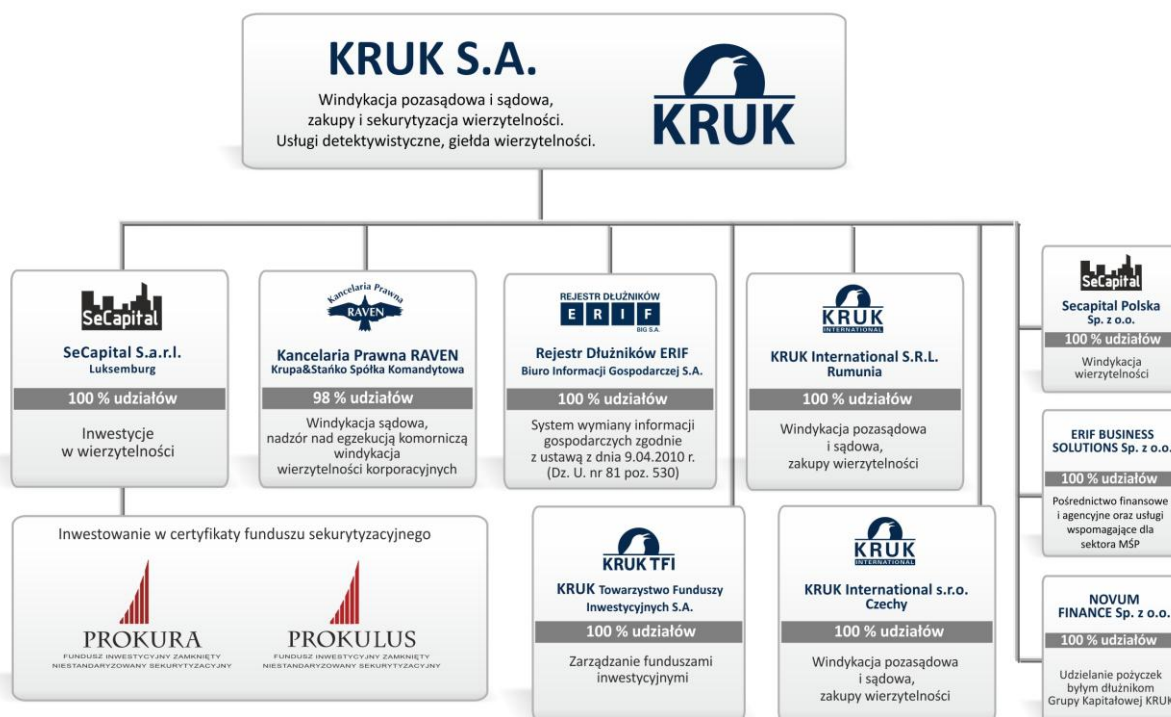 KRUK S.A.
Windykacja pozasądowa i sądowa,
zakupy i sekurytyzacja wierzytelności.
Usługi detektywistyczne, giełda wierzytelności.
KRUK
SeCapital
SeCapital S.a.r.l.
Luksemburg
100 % udziałów
Inwestycje
w wierzytelności
Kancelaria Prawna
RAVEN
Kancelaria Prawna RAVEN
Krupa&Stańko Spółka Komandytowa
98 % udziałów
Windykacja sądowa,
nadzór nad egzekucją komorniczą
windykacja
wierzytelności korporacyjnych
REJESTR DŁUŻNIKÓW
ERIF
BIG S.A.
Rejestr Dłużników ERIF
Biuro Informacji Gospodarczej S.A.
100 % udziałów
System wymiany informacji
gospodarczych zgodnie
z ustawą z dnia 9.04.2010 r.
(Dz. U. nr 81 poz. 530)
KRUK
INTERNATIONAL
KRUK International S.R.L.
Rumunia
100 % udziałów
Windykacja pozasądowa
i sądowa,
zakupy wierzytelności
SeCapital
Secapital Polska
Sp. z o.o.
100 % udziałów
Windykacja
wierzytelności
ERIF BUSINESS
SOLUTIONS Sp. z o.o.
100 % udziałów
Pośrednictwo finansowe
i agencyjne oraz usługi
wspomagające dla
sektora MŚP
NOVUM
FINANCE Sp. z o.o.
100 % udziałów
Udzielanie pożyczek
byłym dłużnikom
Grupy Kapitałowej KRUK
Inwestowanie w certyfikaty funduszu sekurytyzacyjnego
PROKURA
FUNDUSZ INWESTYCYJNY ZAMKNIĘTY
NIESTANDARYZOWANY SEKURYTYZACYJNY
PROKULUS
FUNDUSZ INWESTYCYJNY ZAMKNIĘTY
NIESTANDARYZOWANY SEKURYTYZACYJNY
KRUK TFI
KRUK Towarzystwo Funduszy
Inwestycyjnych S.A.
100 % udziałów
Zarządzanie funduszami
inwestycyjnymi
KRUK
INTERNATIONAL
KRUK International s.r.o.
Czechy
100 % udziałów
Windykacja pozasądowa
i sądowa,
zakupy wierzytelności